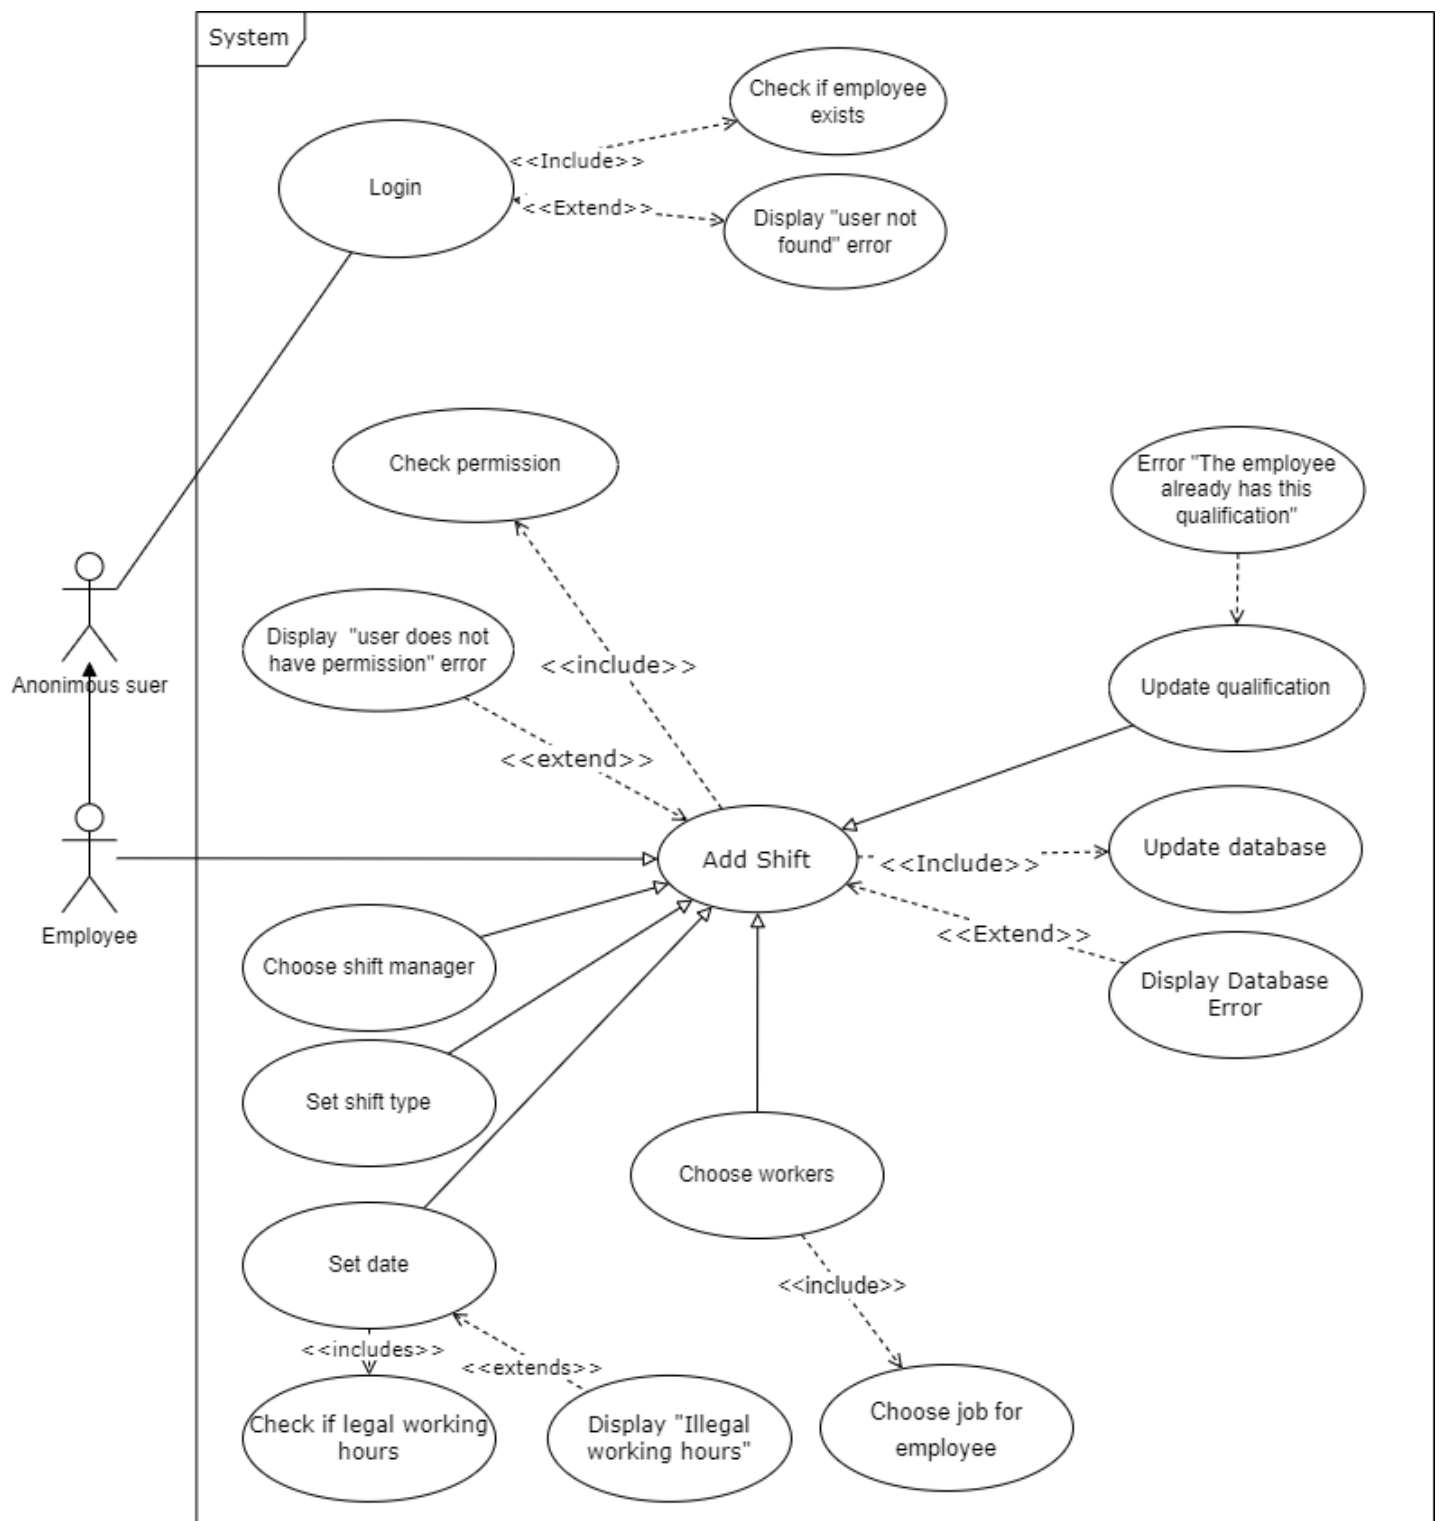 System
Check if employee
exists
<<Include>>
Login
<<Extend>>
Display "user not
found" error
Check permission
Error "The employee
already has this
qualification"
Display "user does not
have permission" error
<<include>>
Anonimous suer
Update qualification
<<extend>>
Add Shift
Update database
<<Include>>
Employee
<<Extend>>
Choose shift manager
Display Database
Error
Set shift type
Choose workers
Set date
<<include>>
<<includes>>
<<extends>>
Check if legal working
hours
Display "Illegal
working hours"
Choose job for
employee